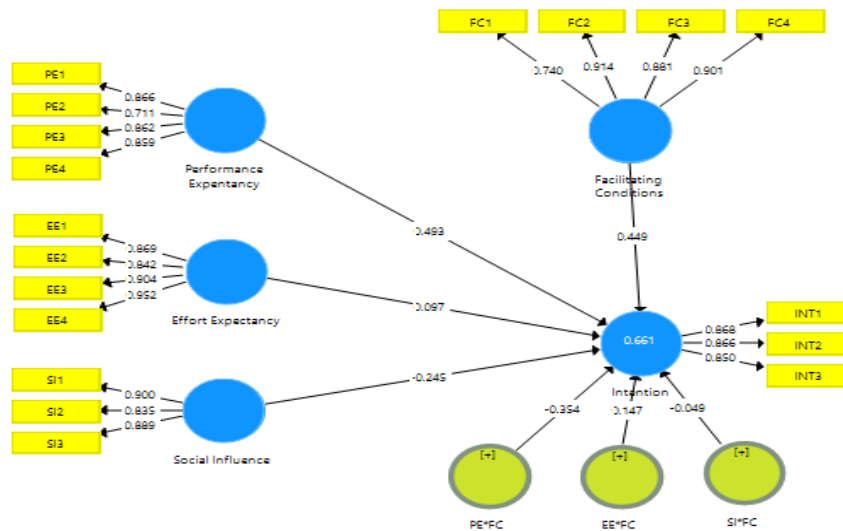 FC1 FC2 FC3 FC4
0.740 0.914 0.881 0.901
Facilitating
Conditions
PE1
PE2
PE3
PE4
0.866
0.711
0.862
0.859
Performance
Expentancy
0.493
0.449
EE1
EE2
EE3
EE4
0.869
0.842
0.904
0.952
Effort Expectancy
0.097
SI1
SI2
SI3
0.900
0.835
0.889
Social Influence
-0.245
0.661
Intention
0.868
0.866
0.850
INT1
INT2
INT3
-0.354 0.147 -0.049
[+] [+] [+]
PE*FC EE*FC SI*FC